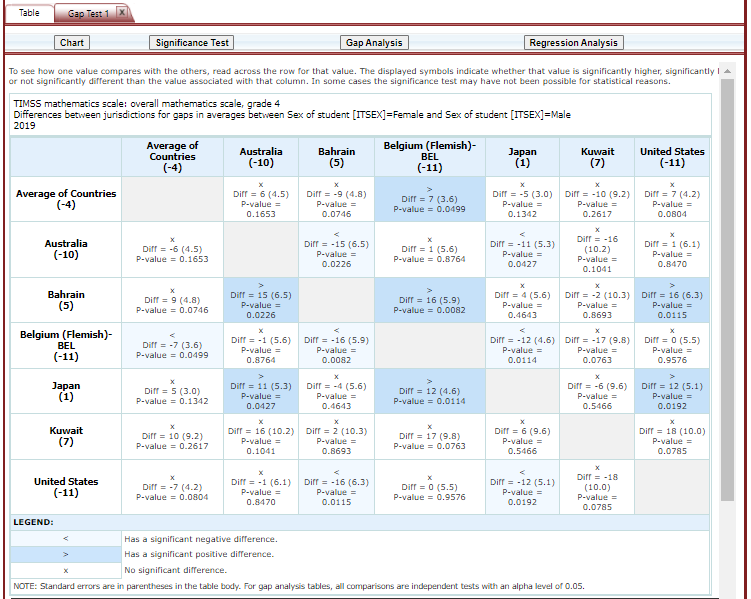 Table
Gap Test 1 X
Chart
Significance Test
Gap Analysis
Regression Analysis
To see how one value compares with the others, read across the row for that value. The displayed symbols indicate whether that value is significantly higher, significantly
or not significantly different than the value associated with that column. In some cases the significance test may have not been possible for statistical reasons.
TIMSS mathematics scale: overall mathematics scale, grade 4
Differences between jurisdictions for gaps in averages between Sex of student [ITSEX]=Female and Sex of student [ITSEX]=Male
2019
Average of
Countries
(-4)
Australia
(-10)
Bahrain
(5)
Belgium (Flemish)-
BEL
(-11)
Japan
(1)
Kuwait
(7)
United States
(-11)
Average of Countries
(-4)
x
Diff = 6 (4.5)
P-value =
0.1653
x
Diff = -9 (4.8)
P-value =
0.0746
>
Diff = 7 (3.6)
P-value = 0.0499
x
Diff = -5 (3.0)
P-value =
0.1342
x
Diff = -10 (9.2)
P-value =
0.2617
x
Diff = 7 (4.2)
P-value =
0.0804
Australia
(-10)
x
Diff = -6 (4.5)
P-value = 0.1653
<
Diff = -15 (6.5)
P-value =
0.0226
x
Diff = 1 (5.6)
P-value = 0.8764
<
Diff = -11 (5.3)
P-value =
0.0427
x
Diff = -16
(10.2)
P-value =
0.1041
x
Diff = 1 (6.1)
P-value =
0.8470
Bahrain
(5)
x
Diff = 9 (4.8)
P-value = 0.0746
>
Diff = 15 (6.5)
P-value =
0.0226
>
Diff = 16 (5.9)
P-value = 0.0082
x
Diff = 4 (5.6)
P-value =
0.4643
x
Diff = -2 (10.3)
P-value =
0.8693
>
Diff = 16 (6.3)
P-value =
0.0115
Belgium (Flemish)-
BEL
(-11)
<
Diff = -7 (3.6)
P-value = 0.0499
x
Diff = -1 (5.6)
P-value =
0.8764
<
Diff = -16 (5.9)
P-value =
0.0082
<
Diff = -12 (4.6)
P-value =
0.0114
x
Diff = -17 (9.8)
P-value =
0.0763
x
Diff = 0 (5.5)
P-value =
0.9576
Japan
(1)
x
Diff = 5 (3.0)
P-value = 0.1342
>
Diff = 11 (5.3)
P-value =
0.0427
x
Diff = -4 (5.6)
P-value =
0.4643
>
Diff = 12 (4.6)
P-value = 0.0114
x
Diff = -6 (9.6)
P-value =
0.5466
>
Diff = 12 (5.1)
P-value =
0.0192
Kuwait
(7)
x
Diff = 10 (9.2)
P-value = 0.2617
x
Diff = 16 (10.2)
P-value =
0.1041
x
Diff = 2 (10.3)
P-value =
0.8693
x
Diff = 17 (9.8)
P-value = 0.0763
x
Diff = 6 (9.6)
P-value =
0.5466
x
Diff = 18 (10.0)
P-value =
0.0785
United States
(-11)
x
Diff = -7 (4.2)
P-value = 0.0804
x
Diff = -1 (6.1)
P-value =
0.8470
<
Diff = -16 (6.3)
P-value =
0.0115
x
Diff = 0 (5.5)
P-value = 0.9576
<
Diff = -12 (5.1)
P-value =
0.0192
x
Diff = -18
(10.0)
P-value =
0.0785
LEGEND:
< Has a significant negative difference.
> Has a significant positive difference.
x No significant difference.
NOTE: Standard errors are in parentheses in the table body. For gap analysis tables, all comparisons are independent tests with an alpha level of 0.05.